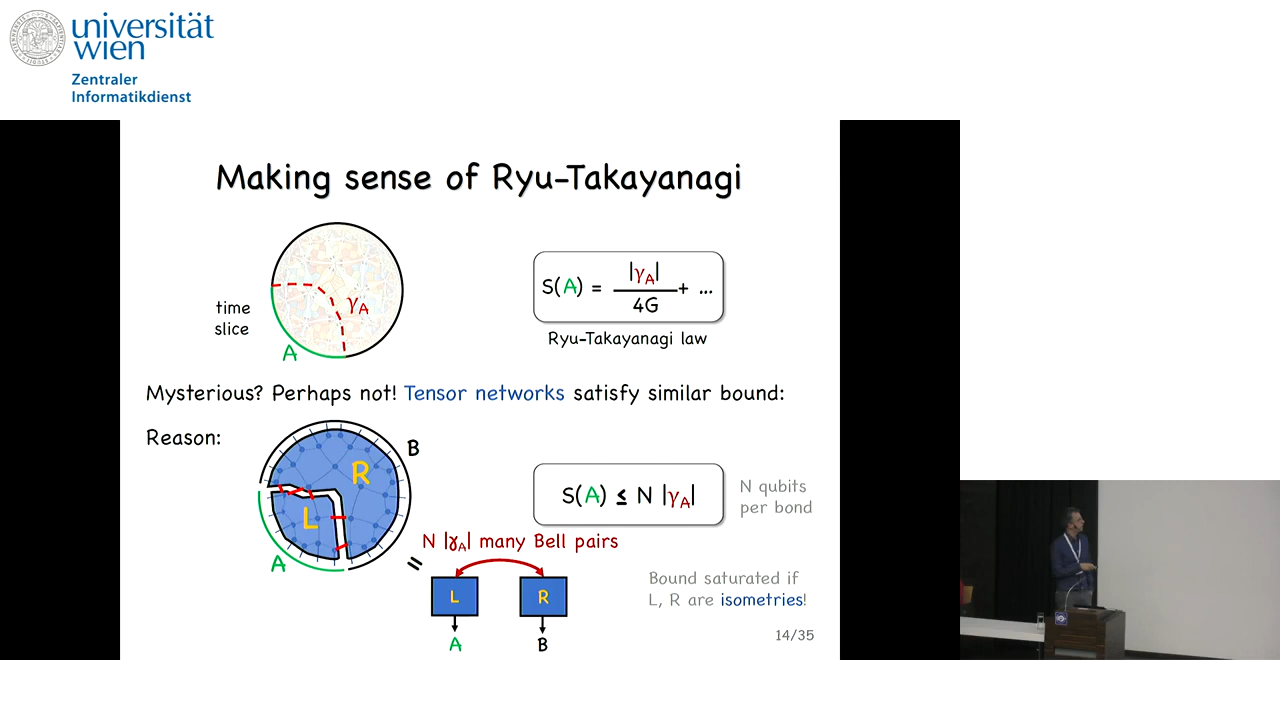 universität
wien
Zentraler
Informatikdienst
Making sense of Ryu-Takayanagi
time
slice
A
γA
S(A) = |γA| / 4G + ...
Ryu-Takayanagi law
Mysterious? Perhaps not! Tensor networks satisfy similar bound:
Reason:
B
R
L
A
S(A) ≤ N |γA|
N qubits
per bond
N |γA| many Bell pairs
=
L
R
A
B
Bound saturated if
L, R are isometries!
14/35